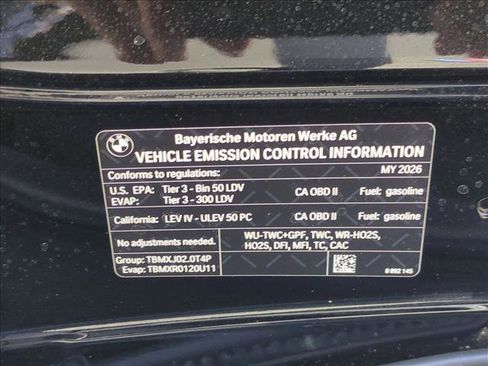 BMW
Bayerische Motoren Werke AG
VEHICLE EMISSION CONTROL INFORMATION
Conforms to regulations: MY 2026
U.S. EPA: Tier 3 - Bin 50 LDV CA OBD II Fuel: gasoline
EVAP: Tier 3 - 300 LDV
California: LEV IV - ULEV 50 PC CA OBD II Fuel: gasoline
No adjustments needed.
WU-TWC+GPF, TWC, WR-HO2S,
HO2S, DFI, MFI, TC, CAC
Group: TBMXJ02.0T4P
Evap: TBMXR0120U11
6 992 145